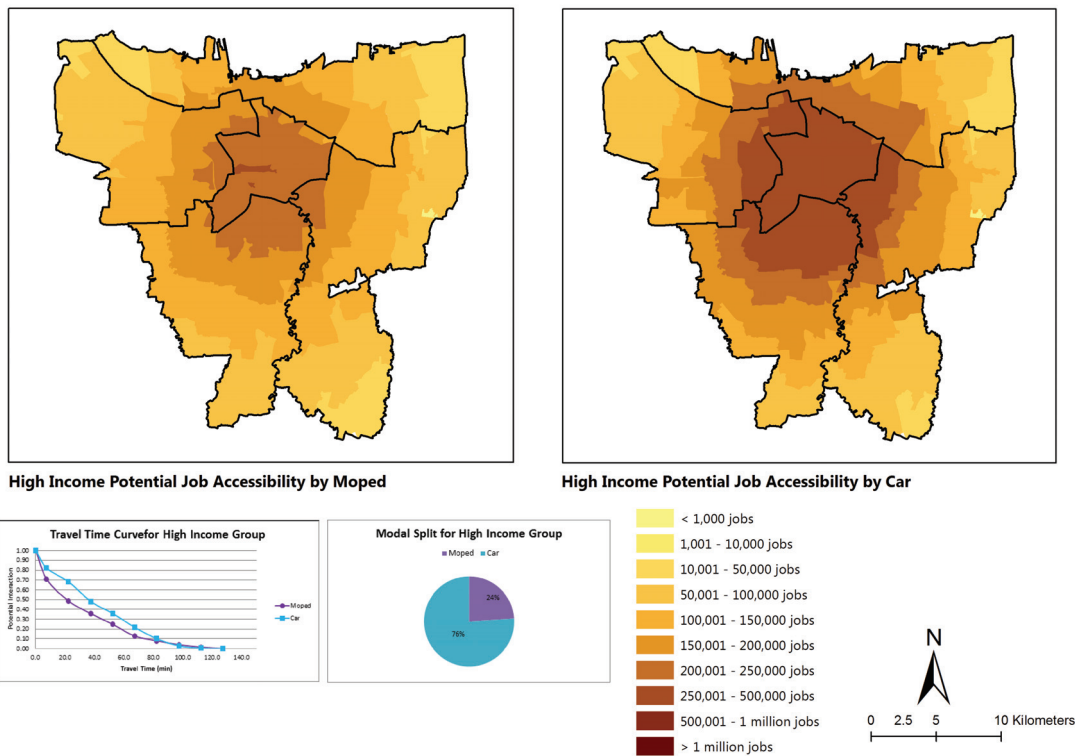 High Income Potential Job Accessibility by Moped
High Income Potential Job Accessibility by Car
Travel Time Curvefor High Income Group
Potential Interaction
1.00
0.90
0.80
0.70
0.60
0.50
0.40
0.30
0.20
0.10
0.00
0.0 20.0 40.0 60.0 80.0 100.0 120.0 140.0
Travel Time (min)
Moped
Car
Modal Split for High Income Group
Moped Car
24%
76%
< 1,000 jobs
1,001 - 10,000 jobs
10,001 - 50,000 jobs
50,001 - 100,000 jobs
100,001 - 150,000 jobs
150,001 - 200,000 jobs
200,001 - 250,000 jobs
250,001 - 500,000 jobs
500,001 - 1 million jobs
> 1 million jobs
N
0 2.5 5 10 Kilometers